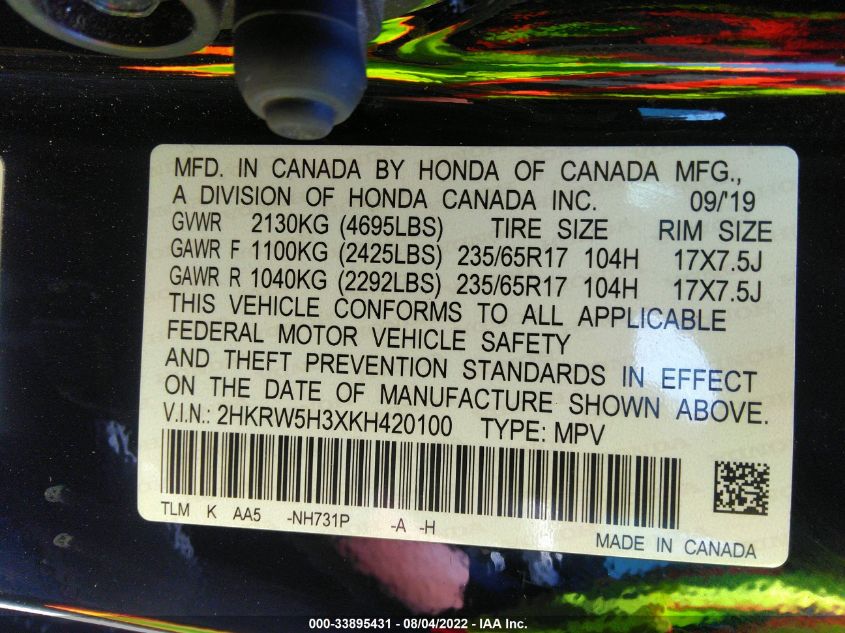 MFD. IN CANADA BY HONDA OF CANADA MFG.,
A DIVISION OF HONDA CANADA INC. 09/'19
GVWR 2130KG (4695LBS) TIRE SIZE RIM SIZE
GAWR F 1100KG (2425LBS) 235/65R17 104H 17X7.5J
GAWR R 1040KG (2292LBS) 235/65R17 104H 17X7.5J
THIS VEHICLE CONFORMS TO ALL APPLICABLE
FEDERAL MOTOR VEHICLE SAFETY
AND THEFT PREVENTION STANDARDS IN EFFECT
ON THE DATE OF MANUFACTURE SHOWN ABOVE.
V.I.N.: 2HKRW5H3XKH420100 TYPE: MPV
TLM K AA5 -NH731P -A -H
MADE IN CANADA
000-33895431 - 08/04/2022 - IAA Inc.